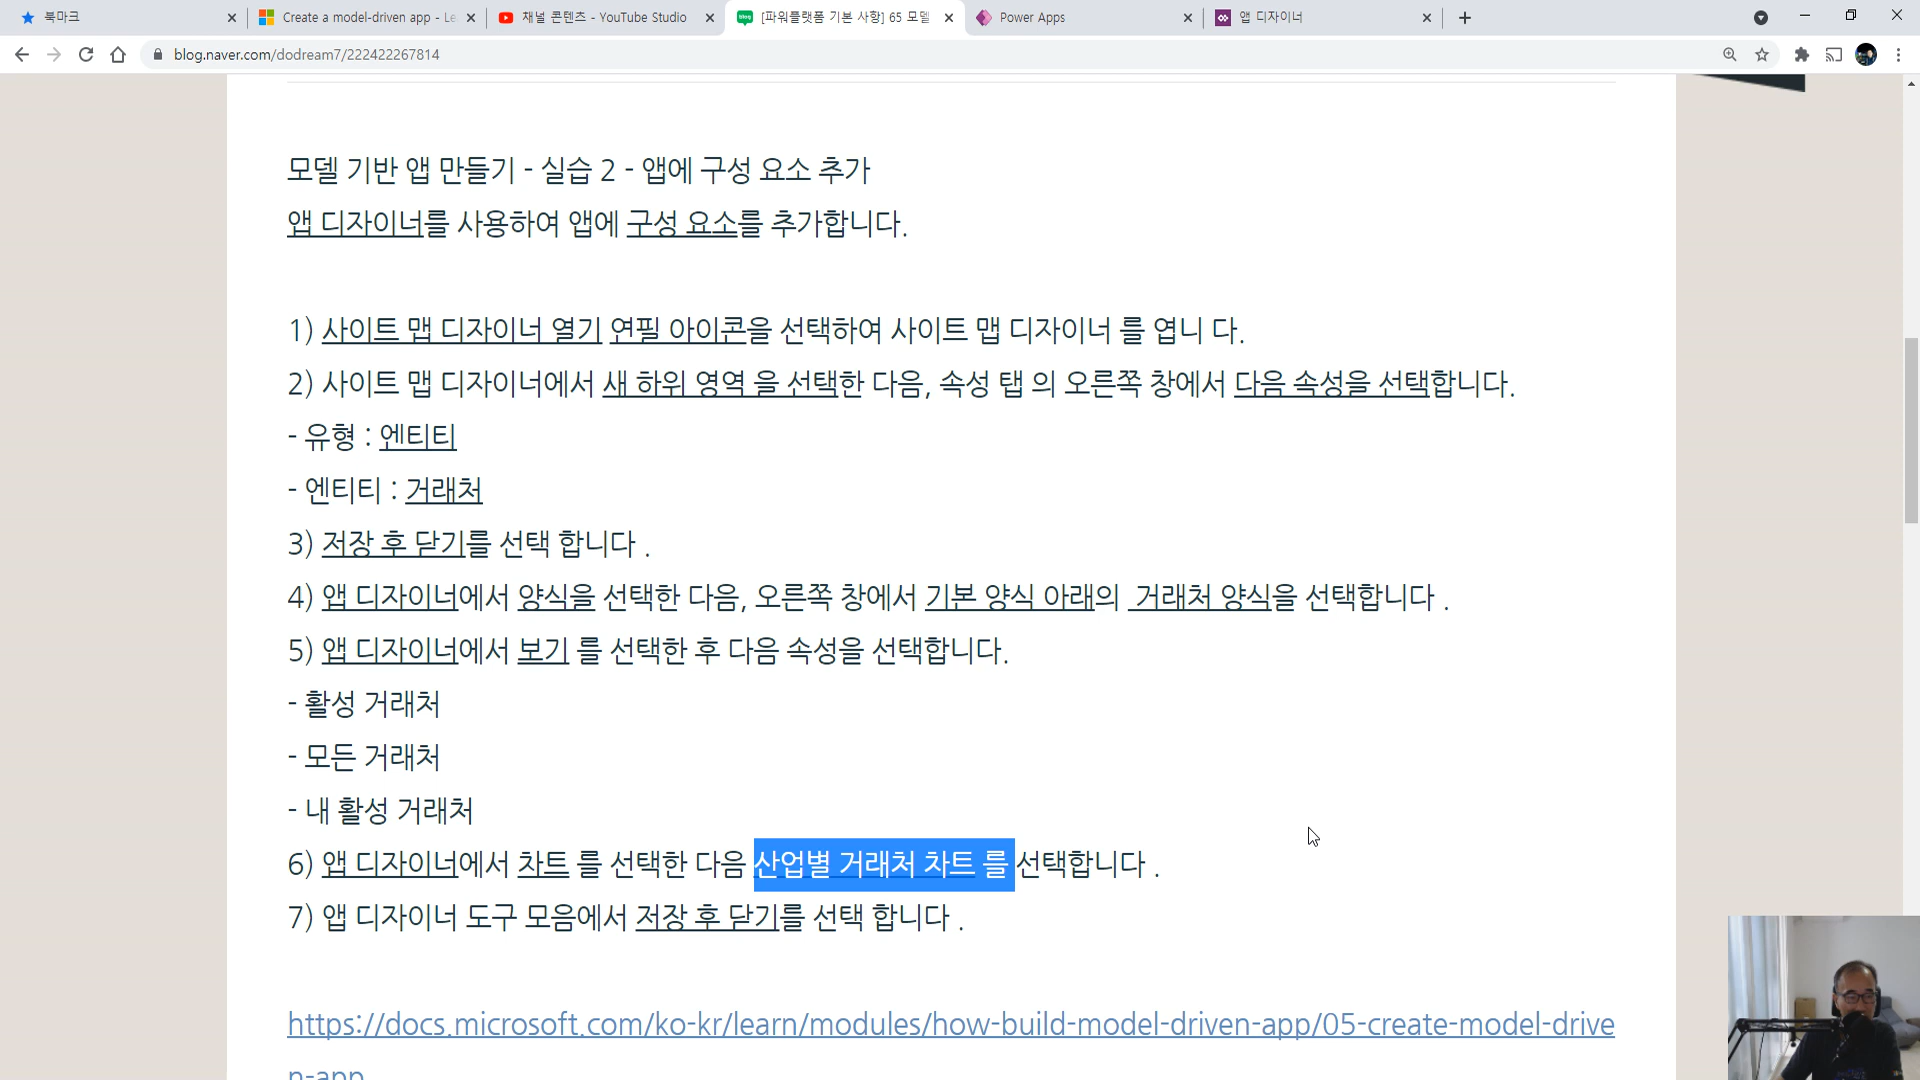 북마크
Create a model-driven app - Le
채널 콘텐츠 - YouTube Studio
blog
[파워플랫폼 기본 사항] 65 모델
Power Apps
앱 디자이너
blog.naver.com/dodream7/222422267814
모델 기반 앱 만들기 - 실습 2 - 앱에 구성 요소 추가
앱 디자이너를 사용하여 앱에 구성 요소를 추가합니다.
1) 사이트 맵 디자이너 열기 연필 아이콘을 선택하여 사이트 맵 디자이너 를 엽니 다.
2) 사이트 맵 디자이너에서 새 하위 영역 을 선택한 다음, 속성 탭 의 오른쪽 창에서 다음 속성을 선택합니다.
- 유형 : 엔티티
- 엔티티 : 거래처
3) 저장 후 닫기를 선택 합니다 .
4) 앱 디자이너에서 양식을 선택한 다음, 오른쪽 창에서 기본 양식 아래의 거래처 양식을 선택합니다 .
5) 앱 디자이너에서 보기 를 선택한 후 다음 속성을 선택합니다.
- 활성 거래처
- 모든 거래처
- 내 활성 거래처
6) 앱 디자이너에서 차트 를 선택한 다음 산업별 거래처 차트 를 선택합니다 .
7) 앱 디자이너 도구 모음에서 저장 후 닫기를 선택 합니다 .
https://docs.microsoft.com/ko-kr/learn/modules/how-build-model-driven-app/05-create-model-drive
n-app